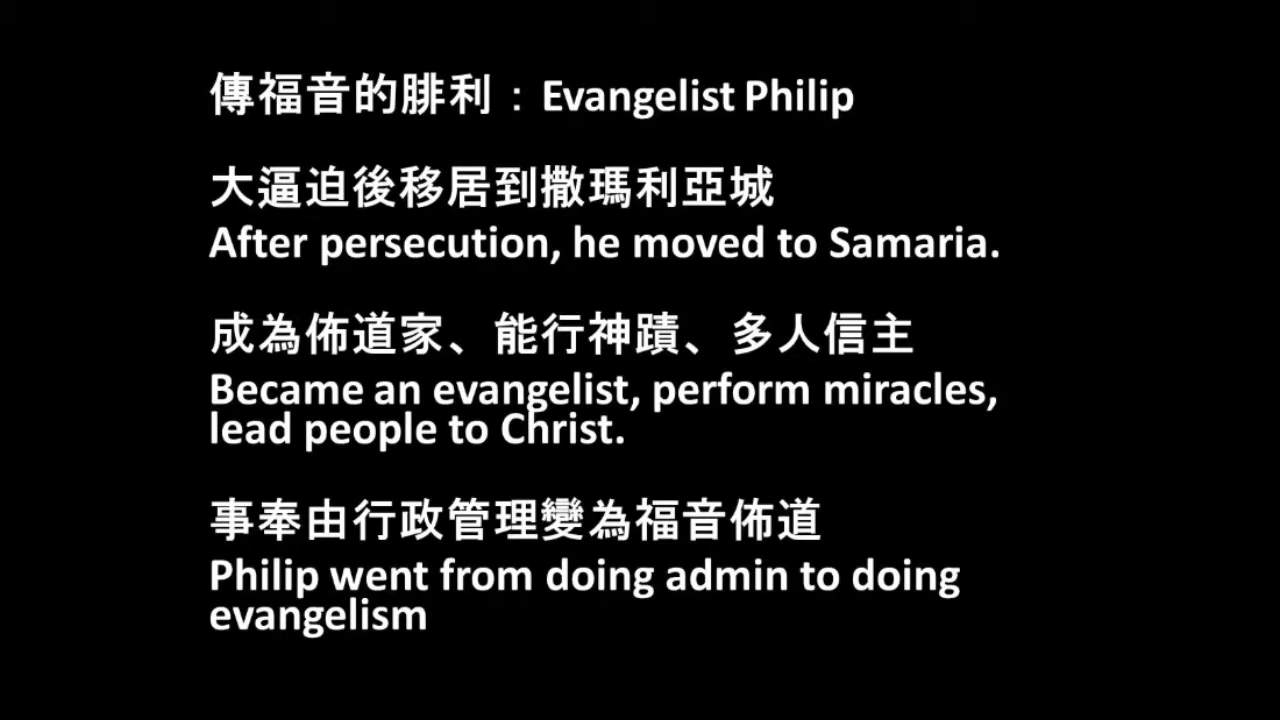 傳福音的腓利：Evangelist Philip
大逼迫後移居到撒瑪利亞城
After persecution, he moved to Samaria.
成為佈道家、能行神蹟、多人信主
Became an evangelist, perform miracles,
lead people to Christ.
事奉由行政管理變為福音佈道
Philip went from doing admin to doing
evangelism